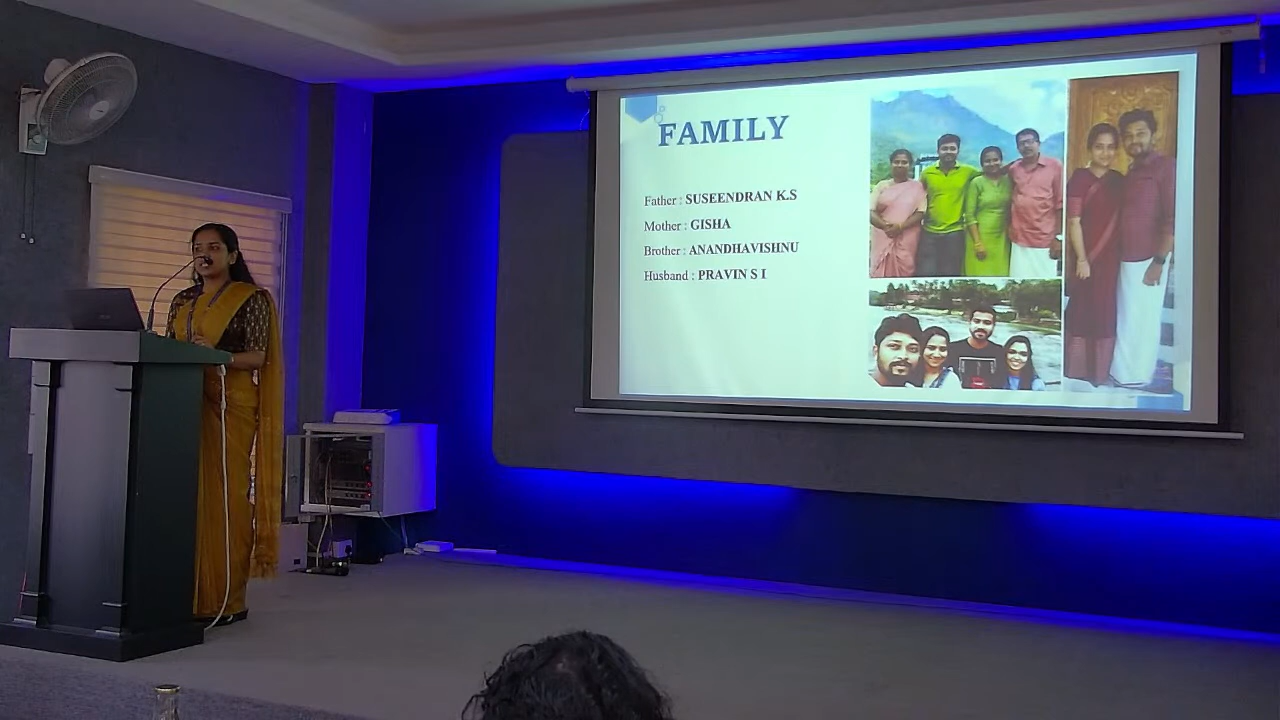 FAMILY
Father : SUSEENDRAN K.S
Mother : GISHA
Brother : ANANDHAVISHNU
Husband : PRAVIN S I